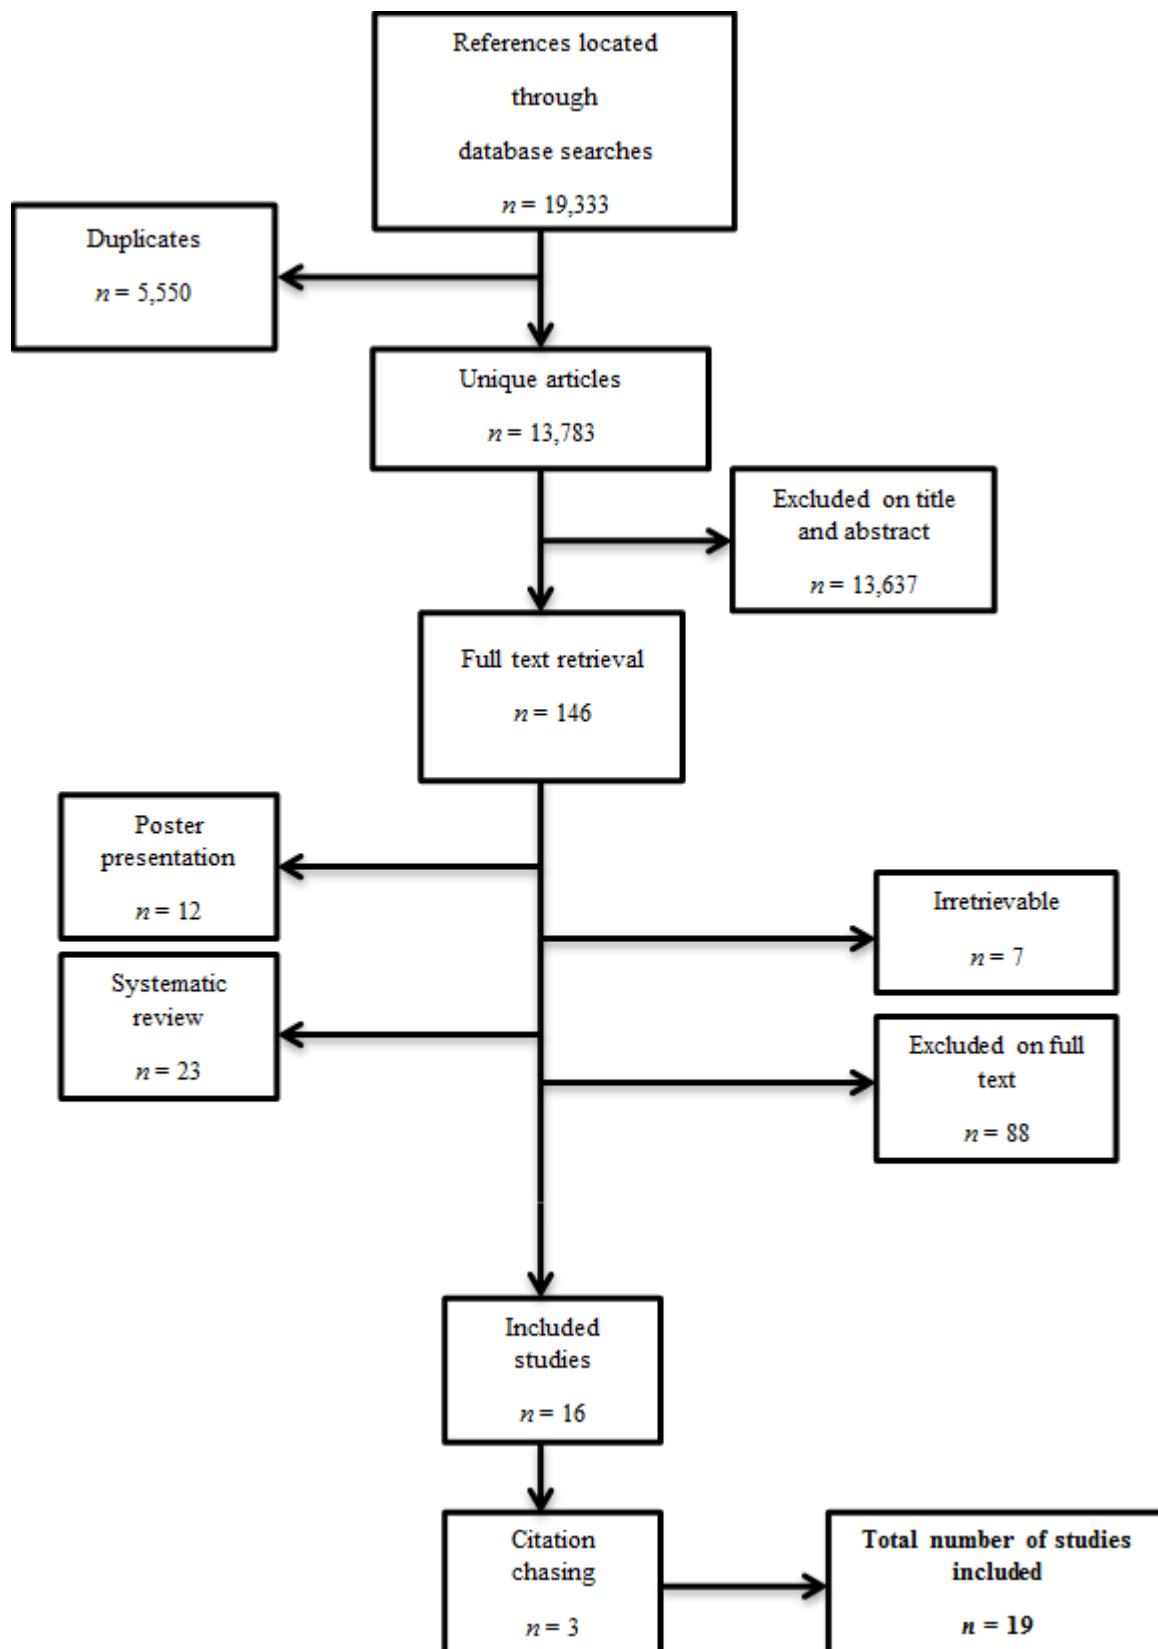 References located
through
database searches
n = 19,333
Duplicates
n = 5,550
Unique articles
n = 13,783
Excluded on title
and abstract
n = 13,637
Full text retrieval
n = 146
Poster
presentation
n = 12
Irretrievable
n = 7
Systematic
review
n = 23
Excluded on full
text
n = 88
Included
studies
n = 16
Citation
chasing
n = 3
Total number of studies
included
n = 19